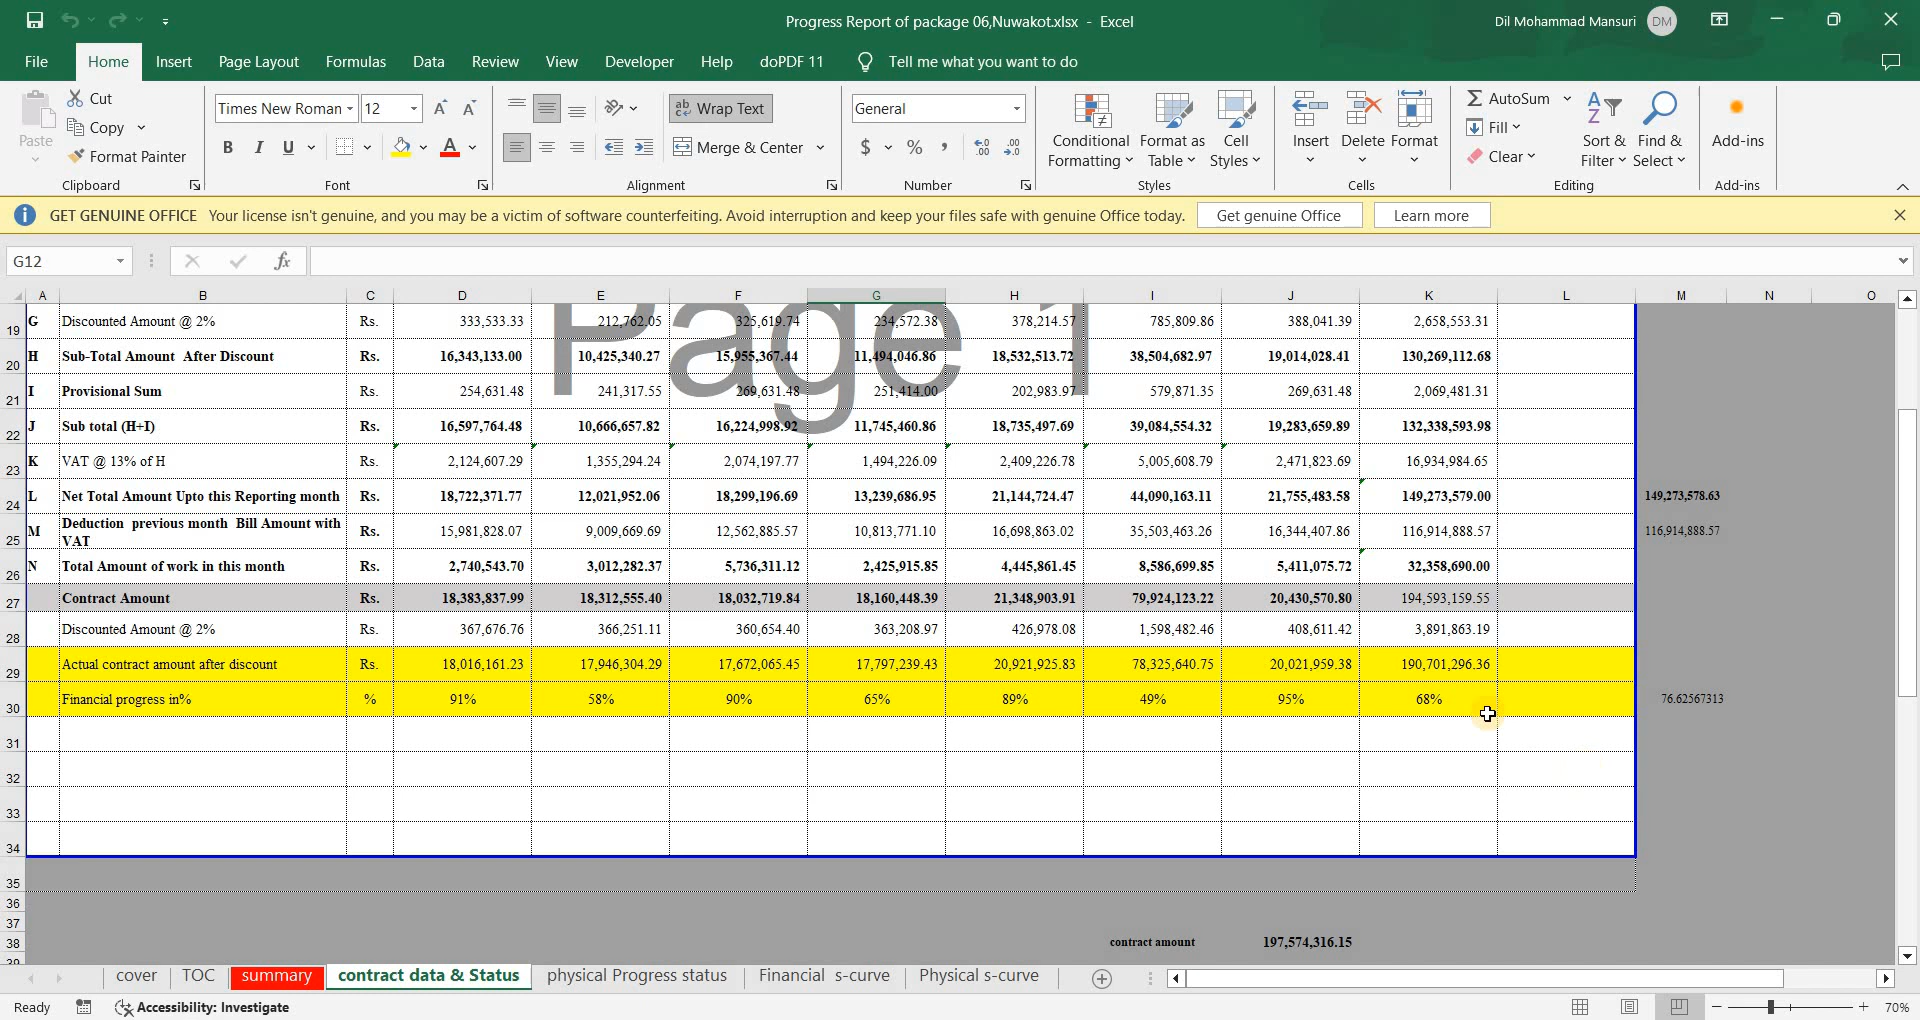 Progress Report of package 06,Nuwakot.xlsx - Excel
Dil Mohammad Mansuri DM
File Home Insert Page Layout Formulas Data Review View Developer Help doPDF 11 Tell me what you want to do
Paste Cut Copy Format Painter Clipboard
Times New Roman 12 B I U A Font
Wrap Text Merge & Center Alignment
General $ % Number
Conditional Formatting Format as Table Cell Styles Styles
Insert Delete Format Cells
AutoSum Fill Clear Sort & Filter Find & Select Editing
Add-ins Add-ins
GET GENUINE OFFICE Your license isn't genuine, and you may be a victim of software counterfeiting. Avoid interruption and keep your files safe with genuine Office today. Get genuine Office Learn more
G12 fx
A B C D E F G H I J K L M N O
Page 1
19 G Discounted Amount @ 2% Rs. 333,533.33 212,762.05 325,619.74 234,572.38 378,214.57 785,809.86 388,041.39 2,658,553.31
20 H Sub-Total Amount After Discount Rs. 16,343,133.00 10,425,340.27 15,955,367.44 11,494,046.86 18,532,513.72 38,504,682.97 19,014,028.41 130,269,112.68
21 I Provisional Sum Rs. 254,631.48 241,317.55 269,631.48 251,414.00 202,983.97 579,871.35 269,631.48 2,069,481.31
22 J Sub total (H+I) Rs. 16,597,764.48 10,666,657.82 16,224,998.92 11,745,460.86 18,735,497.69 39,084,554.32 19,283,659.89 132,338,593.98
23 K VAT @ 13% of H Rs. 2,124,607.29 1,355,294.24 2,074,197.77 1,494,226.09 2,409,226.78 5,005,608.79 2,471,823.69 16,934,984.65
24 L Net Total Amount Upto this Reporting month Rs. 18,722,371.77 12,021,952.06 18,299,196.69 13,239,686.95 21,144,724.47 44,090,163.11 21,755,483.58 149,273,579.00 149,273,578.63
25 M Deduction previous month Bill Amount with VAT Rs. 15,981,828.07 9,009,669.69 12,562,885.57 10,813,771.10 16,698,863.02 35,503,463.26 16,344,407.86 116,914,888.57 116,914,888.57
26 N Total Amount of work in this month Rs. 2,740,543.70 3,012,282.37 5,736,311.12 2,425,915.85 4,445,861.45 8,586,699.85 5,411,075.72 32,358,690.00
27 Contract Amount Rs. 18,383,837.99 18,312,555.40 18,032,719.84 18,160,448.39 21,348,903.91 79,924,123.22 20,430,570.80 194,593,159.55
28 Discounted Amount @ 2% Rs. 367,676.76 366,251.11 360,654.40 363,208.97 426,978.08 1,598,482.46 408,611.42 3,891,863.19
29 Actual contract amount after discount Rs. 18,016,161.23 17,946,304.29 17,672,065.45 17,797,239.43 20,921,925.83 78,325,640.75 20,021,959.38 190,701,296.36
30 Financial progress in% % 91% 58% 90% 65% 89% 49% 95% 68% 76.62567313
31
32
33
34
35
36
37
38 contract amount 197,574,316.15
39
cover TOC summary contract data & Status physical Progress status Financial s-curve Physical s-curve
Ready Accessibility: Investigate 70%